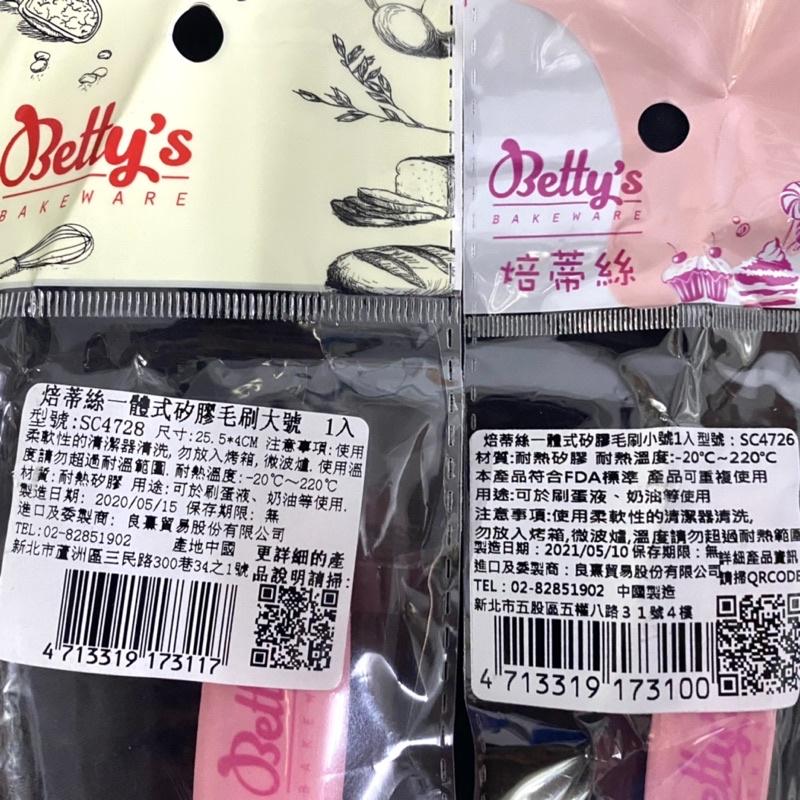 Betty's
BAKEWARE
焙蒂絲一體式矽膠毛刷大號 1入
型號:SC4728 尺寸:25.5*4CM 注意事項:使用
柔軟性的清潔器清洗, 勿放入烤箱, 微波爐. 使用溫
度請勿超過耐溫範圍. 耐熱溫度:-20℃~220℃
材質:耐熱矽膠 用途:可於刷蛋液、奶油等使用.
製造日期: 2020/05/15 保存期限: 無
進口及委製商: 良熏貿易股份有限公司
TEL:02-82851902 產地中國
新北市蘆洲區三民路300巷34之1號
更詳細的產
品說明請掃:
4 713319 173117
Betty's
BAKEWARE
焙蒂絲
焙蒂絲一體式矽膠毛刷小號1入型號:SC4726
材質:耐熱矽膠 耐熱溫度:-20℃~220℃
本產品符合FDA標準 產品可重複使用
用途:可於刷蛋液、奶油等使用
注意事項:使用柔軟性的清潔器清洗,
勿放入烤箱,微波爐,溫度請勿超過耐熱範圍
製造日期:2021/05/10 保存期限:無
進口及委製商:良熏貿易股份有限公司
TEL:02-82851902 中國製造
新北市五股區五權八路31號4樓
詳細產品資訊
請掃QRCODE
4 713319 173100